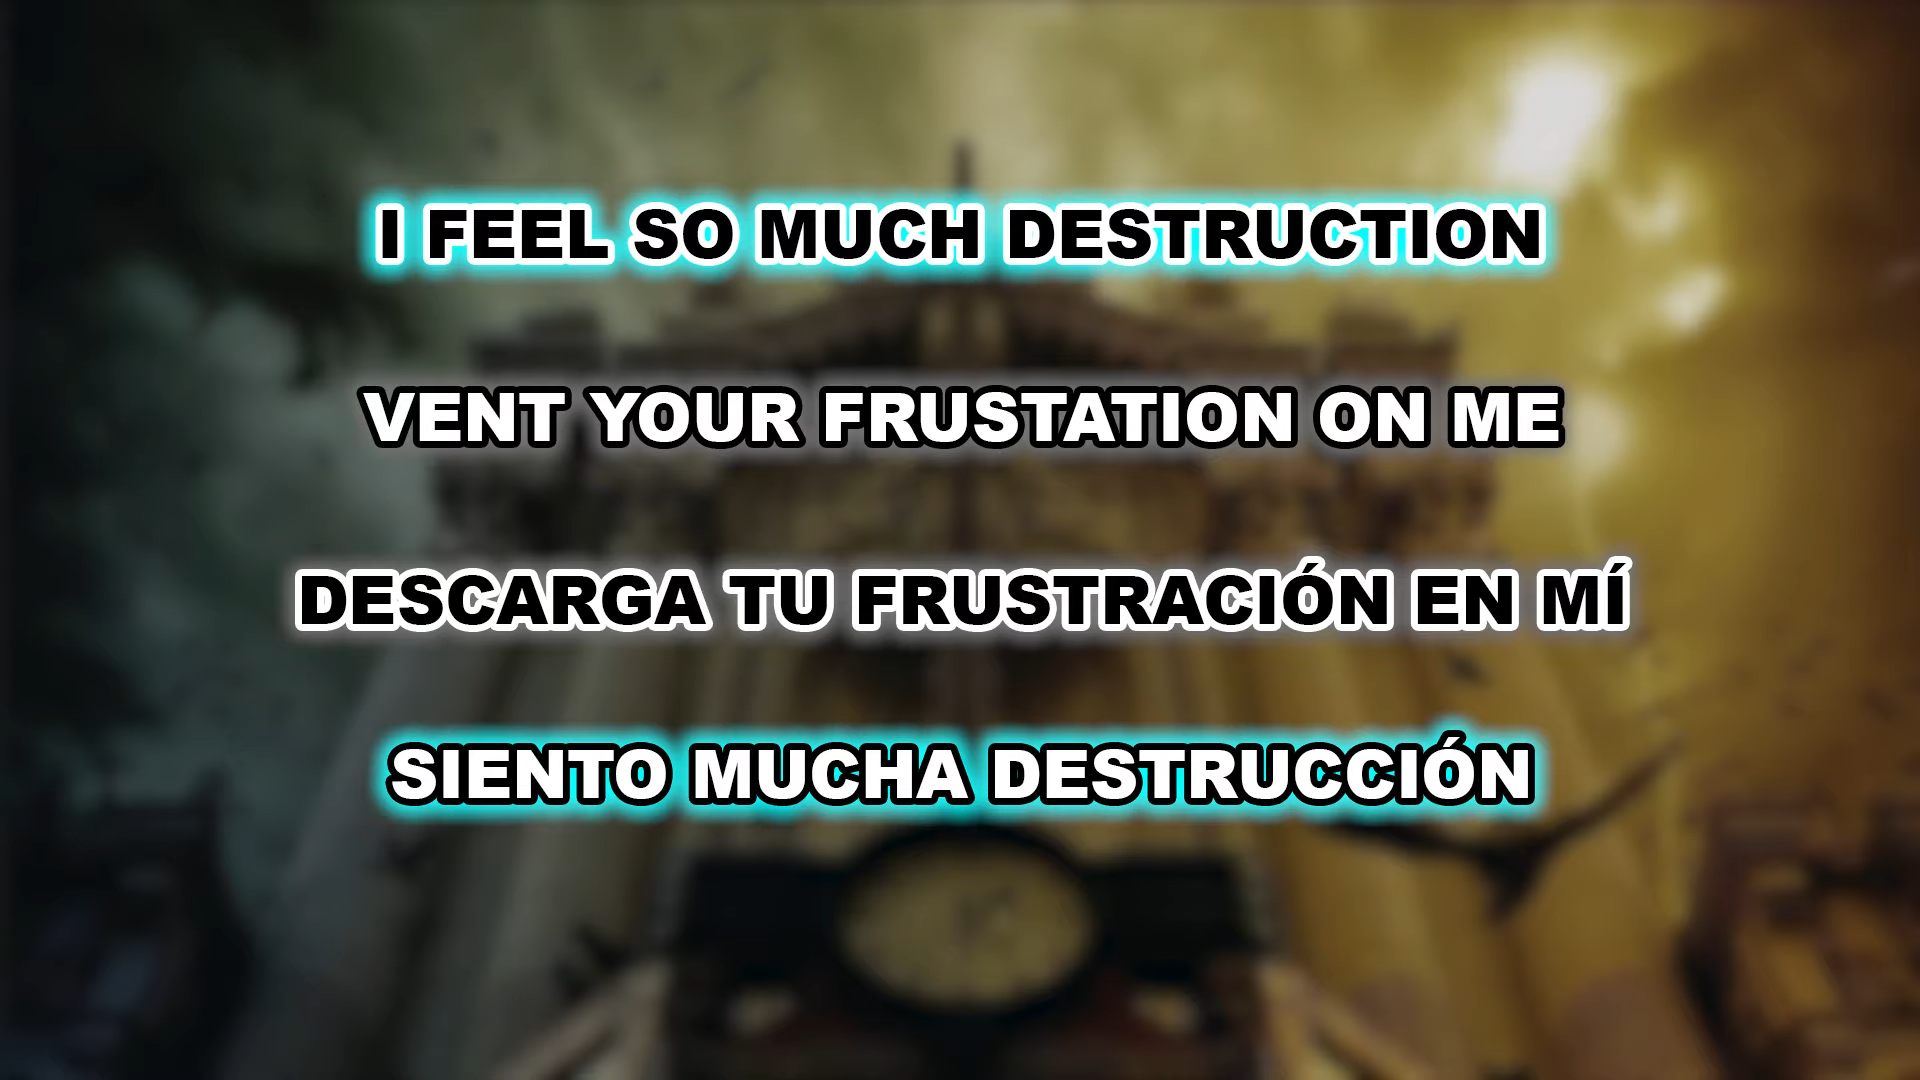 I FEEL SO MUCH DESTRUCTION
VENT YOUR FRUSTATION ON ME
DESCARGA TU FRUSTRACIÓN EN MÍ
SIENTO MUCHA DESTRUCCIÓN